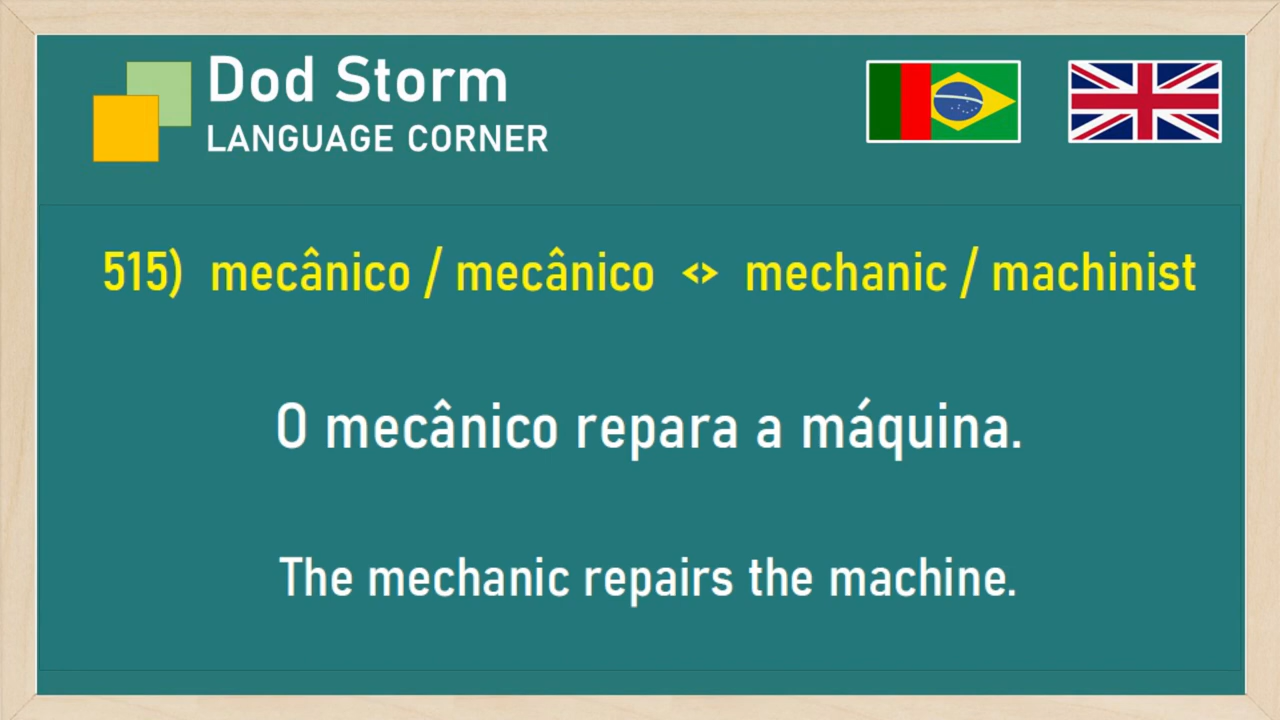 Dod Storm
LANGUAGE CORNER
515) mecânico / mecânico <> mechanic / machinist
O mecânico repara a máquina.
The mechanic repairs the machine.